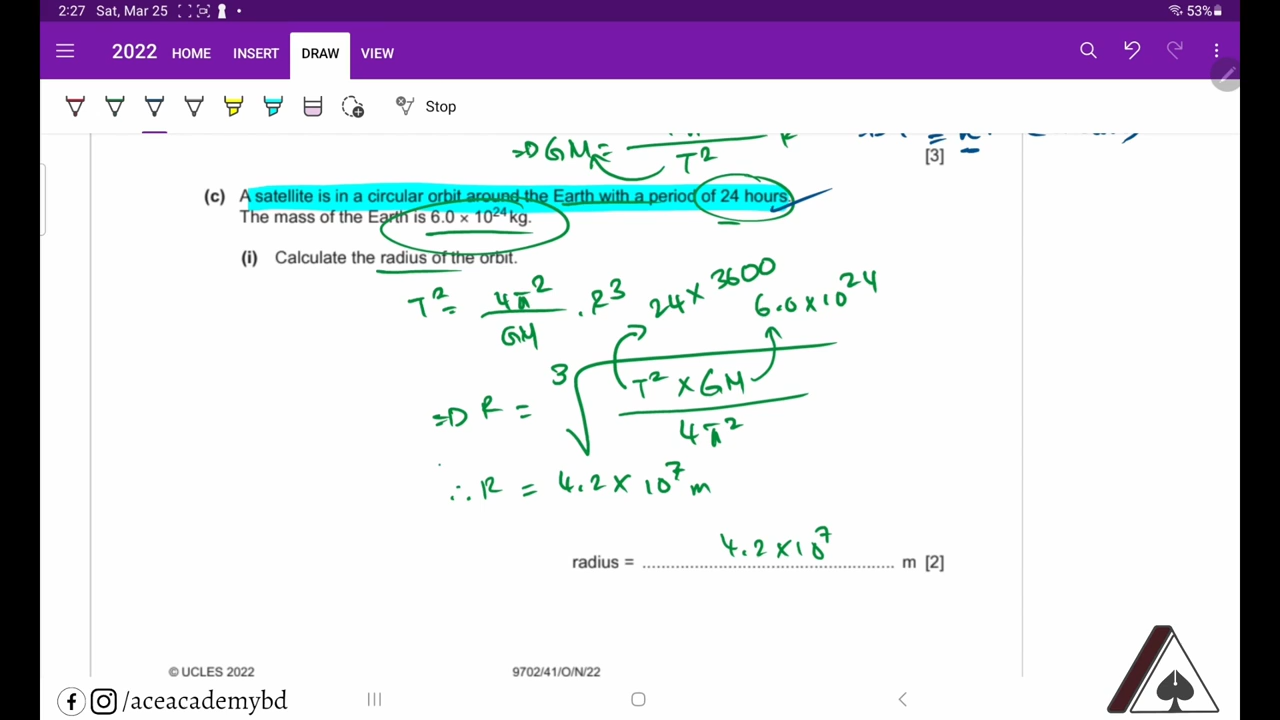 2:27 Sat, Mar 25 53%
2022 HOME INSERT DRAW VIEW
Stop
⇒ GM = T²
[3]
(c) A satellite is in a circular orbit around the Earth with a period of 24 hours.
The mass of the Earth is 6.0 × 10²⁴ kg.
(i) Calculate the radius of the orbit.
T² = 4π²/GM . R³ 24 × 3600
6.0 × 10²⁴
⇒ R = ∛(T² × GM / 4π²)
∴ R = 4.2 × 10⁷ m
4.2 × 10⁷
radius = ........................................... m [2]
© UCLES 2022 9702/41/O/N/22
/aceacademybd